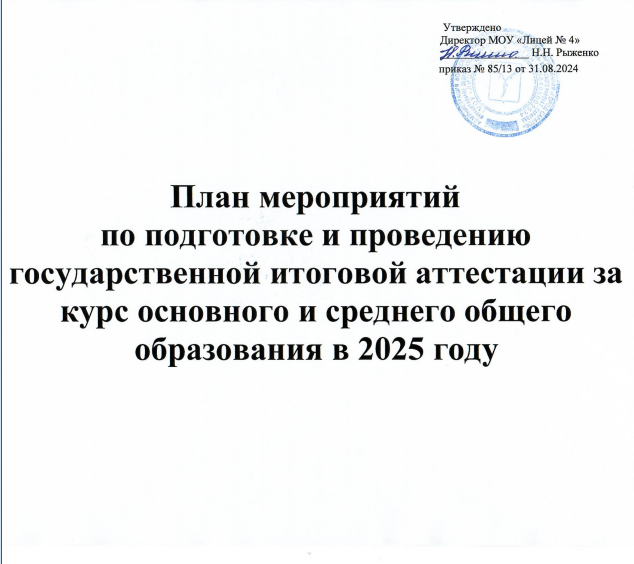 Утверждено
Директор МОУ «Лицей № 4»
Н.Н. Рыженко
приказ № 85/13 от 31.08.2024
План мероприятий
по подготовке и проведению
государственной итоговой аттестации за
курс основного и среднего общего
образования в 2025 году